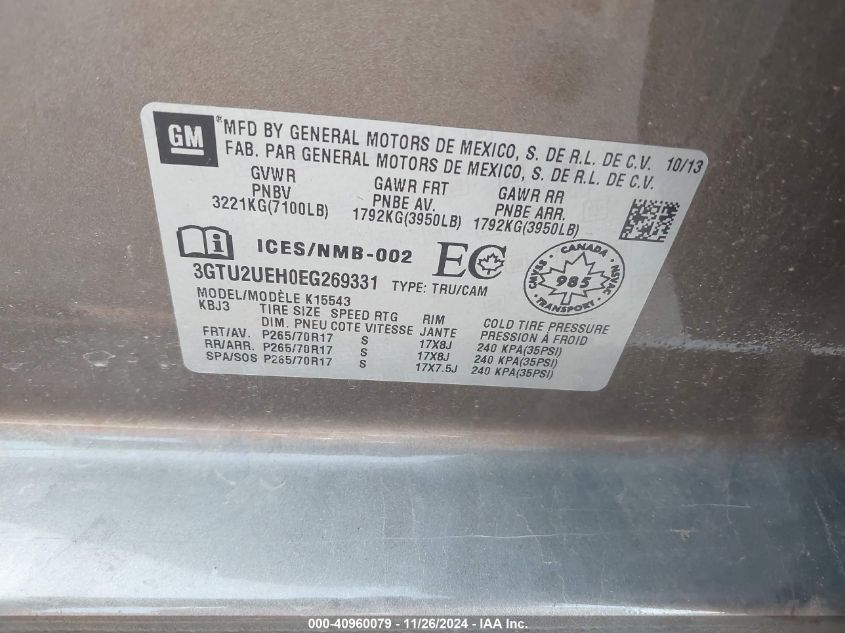 GM
MFD BY GENERAL MOTORS DE MEXICO, S. DE R.L. DE C.V. 10/13
FAB. PAR GENERAL MOTORS DE MEXICO, S. DE R.L. DE C.V.
GVWR GAWR FRT GAWR RR
PNBV PNBE AV. PNBE ARR.
3221KG(7100LB) 1792KG(3950LB) 1792KG(3950LB)
i ICES/NMB-002 EC
CANADA
CMVSS 985 NSVAC
TRANSPORT
3GTU2UEH0EG269331 TYPE: TRU/CAM
MODEL/MODÈLE K15543
KBJ3 TIRE SIZE SPEED RTG RIM COLD TIRE PRESSURE
DIM. PNEU COTE VITESSE JANTE PRESSION À FROID
FRT/AV. P265/70R17 S 17X8J 240 KPA(35PSI)
RR/ARR. P265/70R17 S 17X8J 240 KPA(35PSI)
SPA/SOS P265/70R17 S 17X7.5J 240 KPA(35PSI)
000-40960079 - 11/26/2024 - IAA Inc.